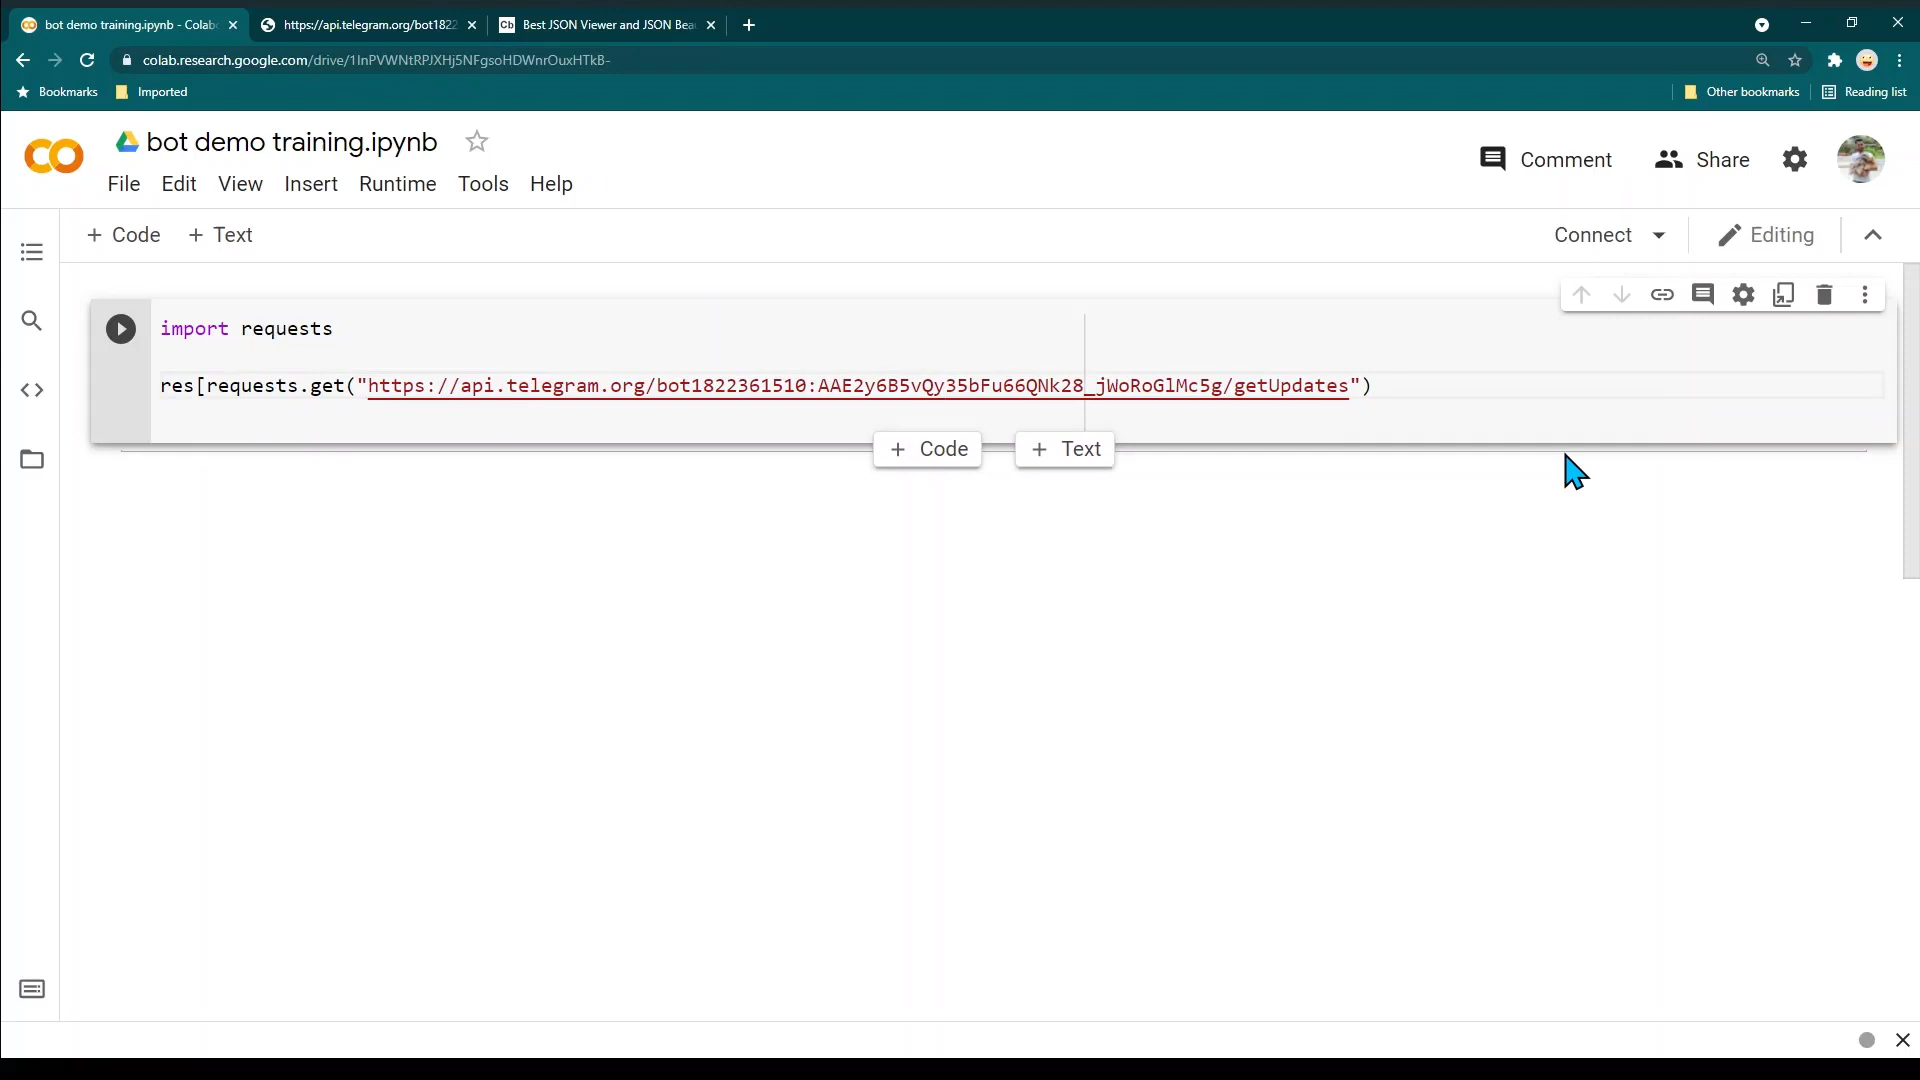 bot demo training.ipynb - Colab
https://api.telegram.org/bot1822
Cb Best JSON Viewer and JSON Bea
colab.research.google.com/drive/1InPVWNtRPJXHj5NFgsoHDWnrOuxHTkB-
Bookmarks Imported Other bookmarks Reading list
bot demo training.ipynb
Comment Share
File Edit View Insert Runtime Tools Help
+ Code + Text Connect Editing
import requests
res[requests.get("https://api.telegram.org/bot1822361510:AAE2y6B5vQy35bFu66QNk28_jWoRoGlMc5g/getUpdates")
+ Code + Text